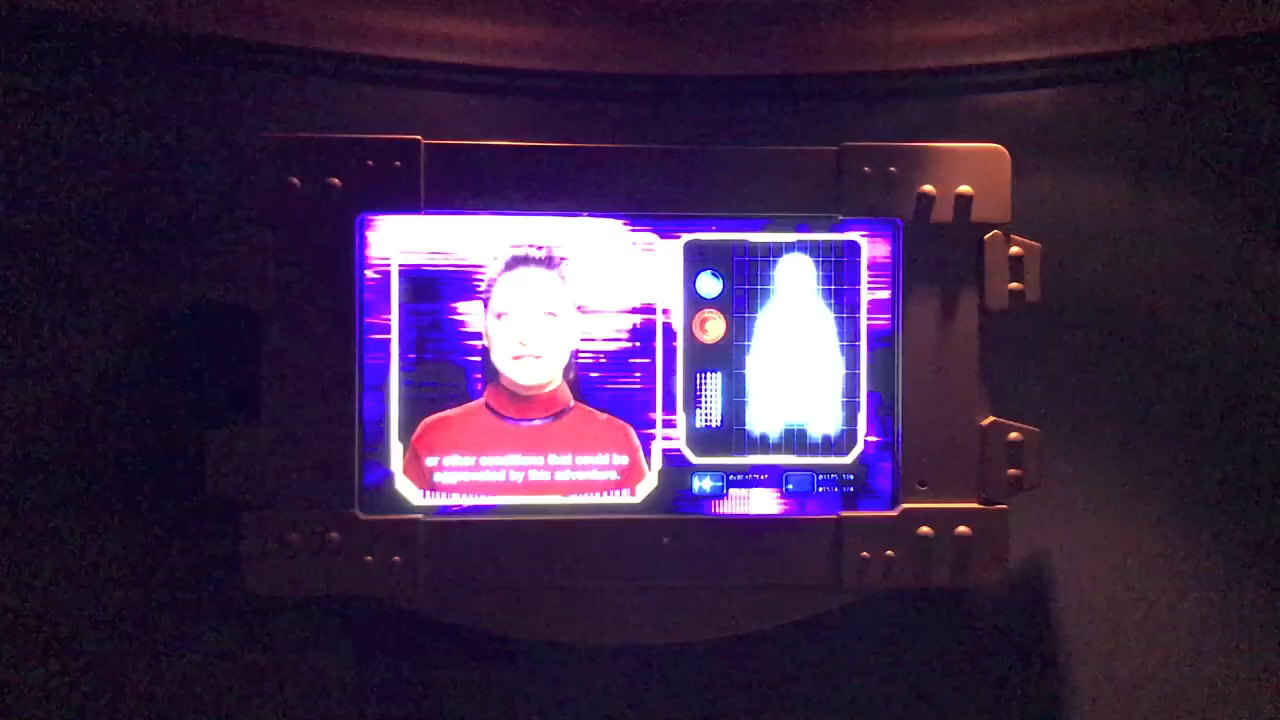 or other conditions that could be
aggravated by this adventure.